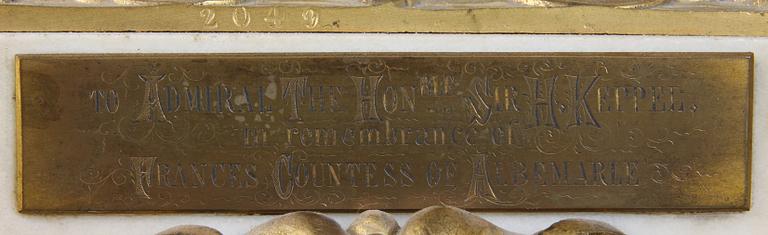 2049
TO ADMIRAL THE HONBLE SIR H. KEPPEL.
in remembrance of
FRANCES COUNTESS OF ALBEMARLE